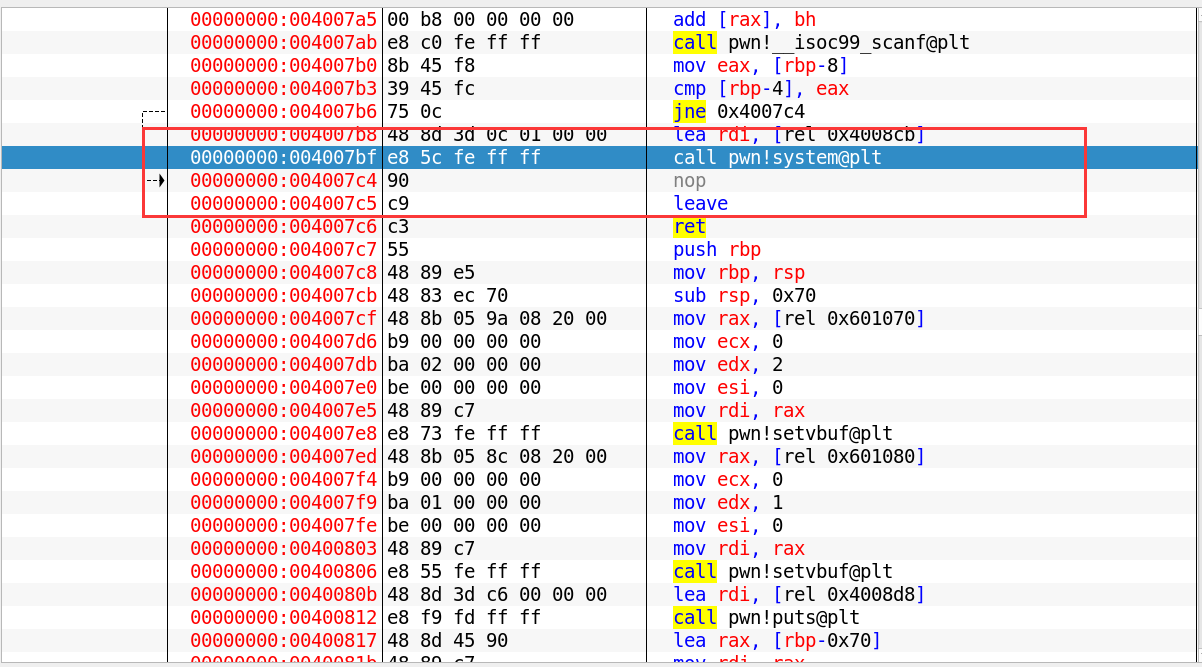 00000000:004007a5 00 b8 00 00 00 00 add [rax], bh
00000000:004007ab e8 c0 fe ff ff call pwn!__isoc99_scanf@plt
00000000:004007b0 8b 45 f8 mov eax, [rbp-8]
00000000:004007b3 39 45 fc cmp [rbp-4], eax
00000000:004007b6 75 0c jne 0x4007c4
00000000:004007b8 48 8d 3d 0c 01 00 00 lea rdi, [rel 0x4008cb]
00000000:004007bf e8 5c fe ff ff call pwn!system@plt
00000000:004007c4 90 nop
00000000:004007c5 c9 leave
00000000:004007c6 c3 ret
00000000:004007c7 55 push rbp
00000000:004007c8 48 89 e5 mov rbp, rsp
00000000:004007cb 48 83 ec 70 sub rsp, 0x70
00000000:004007cf 48 8b 05 9a 08 20 00 mov rax, [rel 0x601070]
00000000:004007d6 b9 00 00 00 00 mov ecx, 0
00000000:004007db ba 02 00 00 00 mov edx, 2
00000000:004007e0 be 00 00 00 00 mov esi, 0
00000000:004007e5 48 89 c7 mov rdi, rax
00000000:004007e8 e8 73 fe ff ff call pwn!setvbuf@plt
00000000:004007ed 48 8b 05 8c 08 20 00 mov rax, [rel 0x601080]
00000000:004007f4 b9 00 00 00 00 mov ecx, 0
00000000:004007f9 ba 01 00 00 00 mov edx, 1
00000000:004007fe be 00 00 00 00 mov esi, 0
00000000:00400803 48 89 c7 mov rdi, rax
00000000:00400806 e8 55 fe ff ff call pwn!setvbuf@plt
00000000:0040080b 48 8d 3d c6 00 00 00 lea rdi, [rel 0x4008d8]
00000000:00400812 e8 f9 fd ff ff call pwn!puts@plt
00000000:00400817 48 8d 45 90 lea rax, [rbp-0x70]
00000000:0040081b 48 89 c7 mov rdi, rax